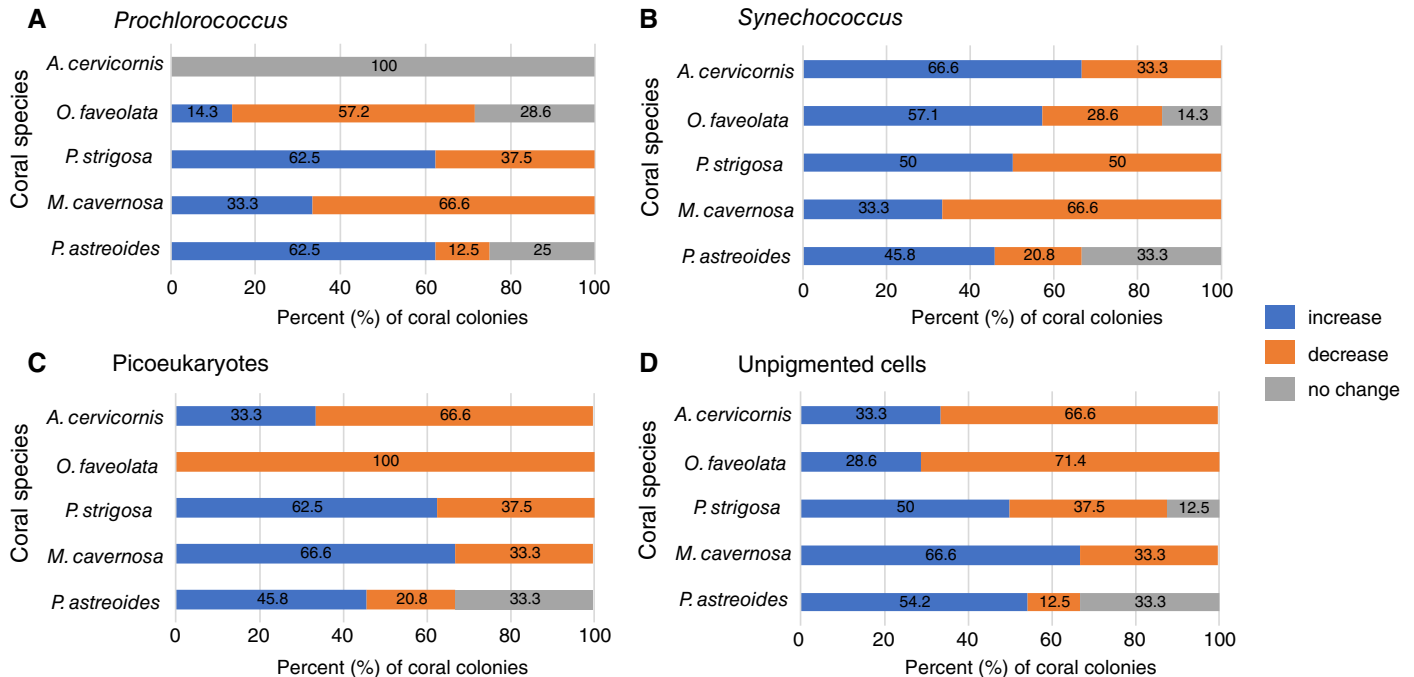 A Prochlorococcus
Coral species
A. cervicornis
100
O. faveolata
14.3 57.2 28.6
P. strigosa
62.5 37.5
M. cavernosa
33.3 66.6
P. astreoides
62.5 12.5 25
0 20 40 60 80 100
Percent (%) of coral colonies
B Synechococcus
Coral species
A. cervicornis
66.6 33.3
O. faveolata
57.1 28.6 14.3
P. strigosa
50 50
M. cavernosa
33.3 66.6
P. astreoides
45.8 20.8 33.3
0 20 40 60 80 100
Percent (%) of coral colonies
increase
decrease
no change
C Picoeukaryotes
Coral species
A. cervicornis
33.3 66.6
O. faveolata
100
P. strigosa
62.5 37.5
M. cavernosa
66.6 33.3
P. astreoides
45.8 20.8 33.3
0 20 40 60 80 100
Percent (%) of coral colonies
D Unpigmented cells
Coral species
A. cervicornis
33.3 66.6
O. faveolata
28.6 71.4
P. strigosa
50 37.5 12.5
M. cavernosa
66.6 33.3
P. astreoides
54.2 12.5 33.3
0 20 40 60 80 100
Percent (%) of coral colonies